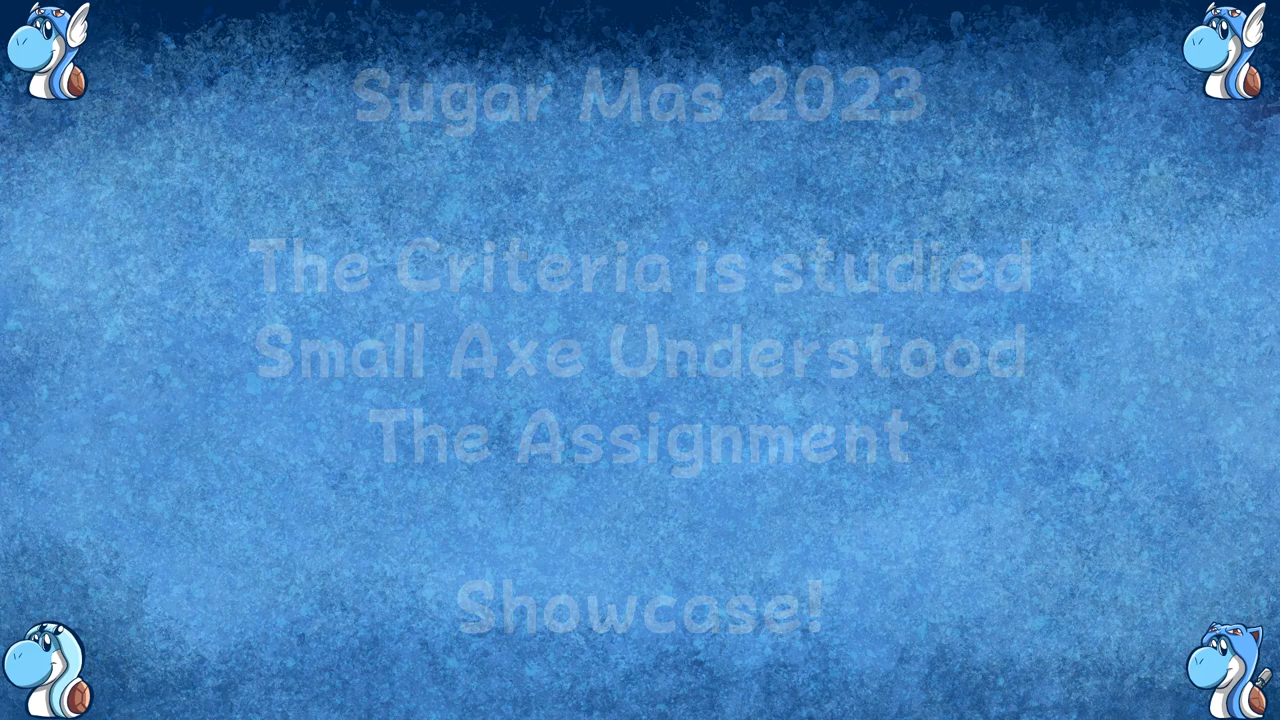 Sugar Mas 2023
The Criteria is studied
Small Axe Understood
The Assignment
Showcase!